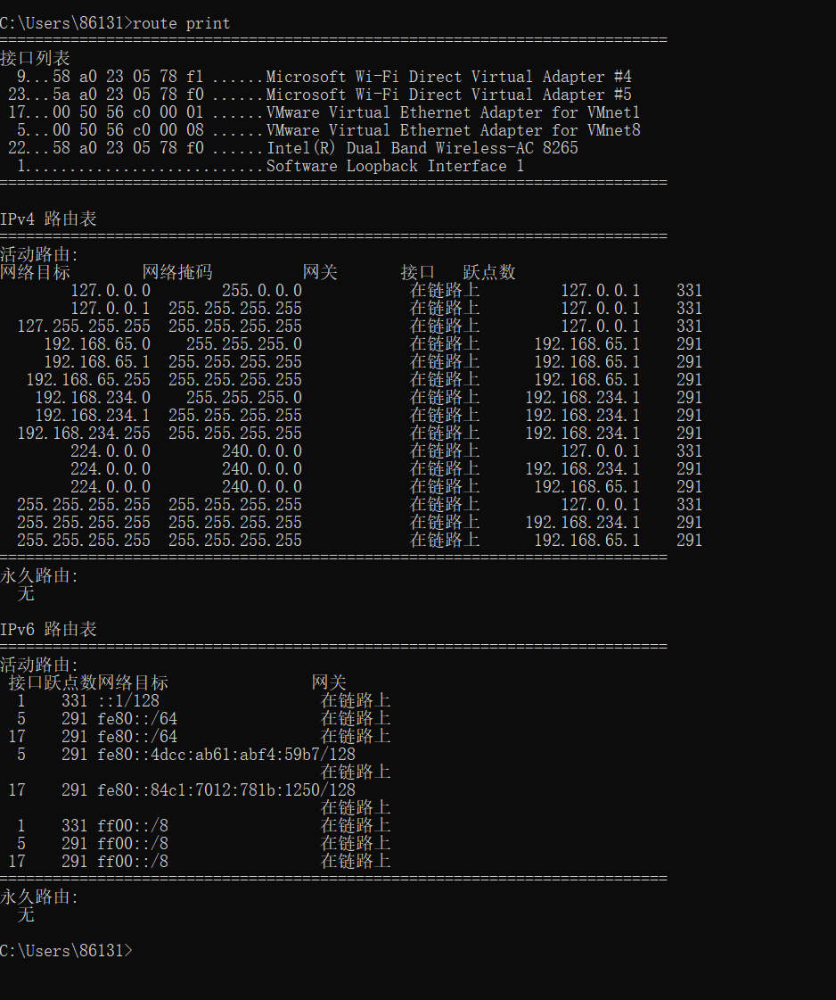 C:\Users\86131>route print
===========================================================================
接口列表
  9...58 a0 23 05 78 f1 ......Microsoft Wi-Fi Direct Virtual Adapter #4
 23...5a a0 23 05 78 f0 ......Microsoft Wi-Fi Direct Virtual Adapter #5
 17...00 50 56 c0 00 01 ......VMware Virtual Ethernet Adapter for VMnet1
  5...00 50 56 c0 00 08 ......VMware Virtual Ethernet Adapter for VMnet8
 22...58 a0 23 05 78 f0 ......Intel(R) Dual Band Wireless-AC 8265
  1...........................Software Loopback Interface 1
===========================================================================
IPv4 路由表
===========================================================================
活动路由:
网络目标        网络掩码          网关       接口   跃点数
        127.0.0.0        255.0.0.0            在链路上         127.0.0.1    331
        127.0.0.1  255.255.255.255            在链路上         127.0.0.1    331
  127.255.255.255  255.255.255.255            在链路上         127.0.0.1    331
     192.168.65.0    255.255.255.0            在链路上      192.168.65.1    291
     192.168.65.1  255.255.255.255            在链路上      192.168.65.1    291
   192.168.65.255  255.255.255.255            在链路上      192.168.65.1    291
    192.168.234.0    255.255.255.0            在链路上     192.168.234.1    291
    192.168.234.1  255.255.255.255            在链路上     192.168.234.1    291
  192.168.234.255  255.255.255.255            在链路上     192.168.234.1    291
        224.0.0.0        240.0.0.0            在链路上         127.0.0.1    331
        224.0.0.0        240.0.0.0            在链路上     192.168.234.1    291
        224.0.0.0        240.0.0.0            在链路上      192.168.65.1    291
  255.255.255.255  255.255.255.255            在链路上         127.0.0.1    331
  255.255.255.255  255.255.255.255            在链路上     192.168.234.1    291
  255.255.255.255  255.255.255.255            在链路上      192.168.65.1    291
===========================================================================
永久路由:
  无
IPv6 路由表
===========================================================================
活动路由:
 接口跃点数网络目标                网关
  1    331 ::1/128                  在链路上
  5    291 fe80::/64                在链路上
 17    291 fe80::/64                在链路上
  5    291 fe80::4dcc:ab61:abf4:59b7/128
                                    在链路上
 17    291 fe80::84c1:7012:781b:1250/128
                                    在链路上
  1    331 ff00::/8                 在链路上
  5    291 ff00::/8                 在链路上
 17    291 ff00::/8                 在链路上
===========================================================================
永久路由:
  无
C:\Users\86131>